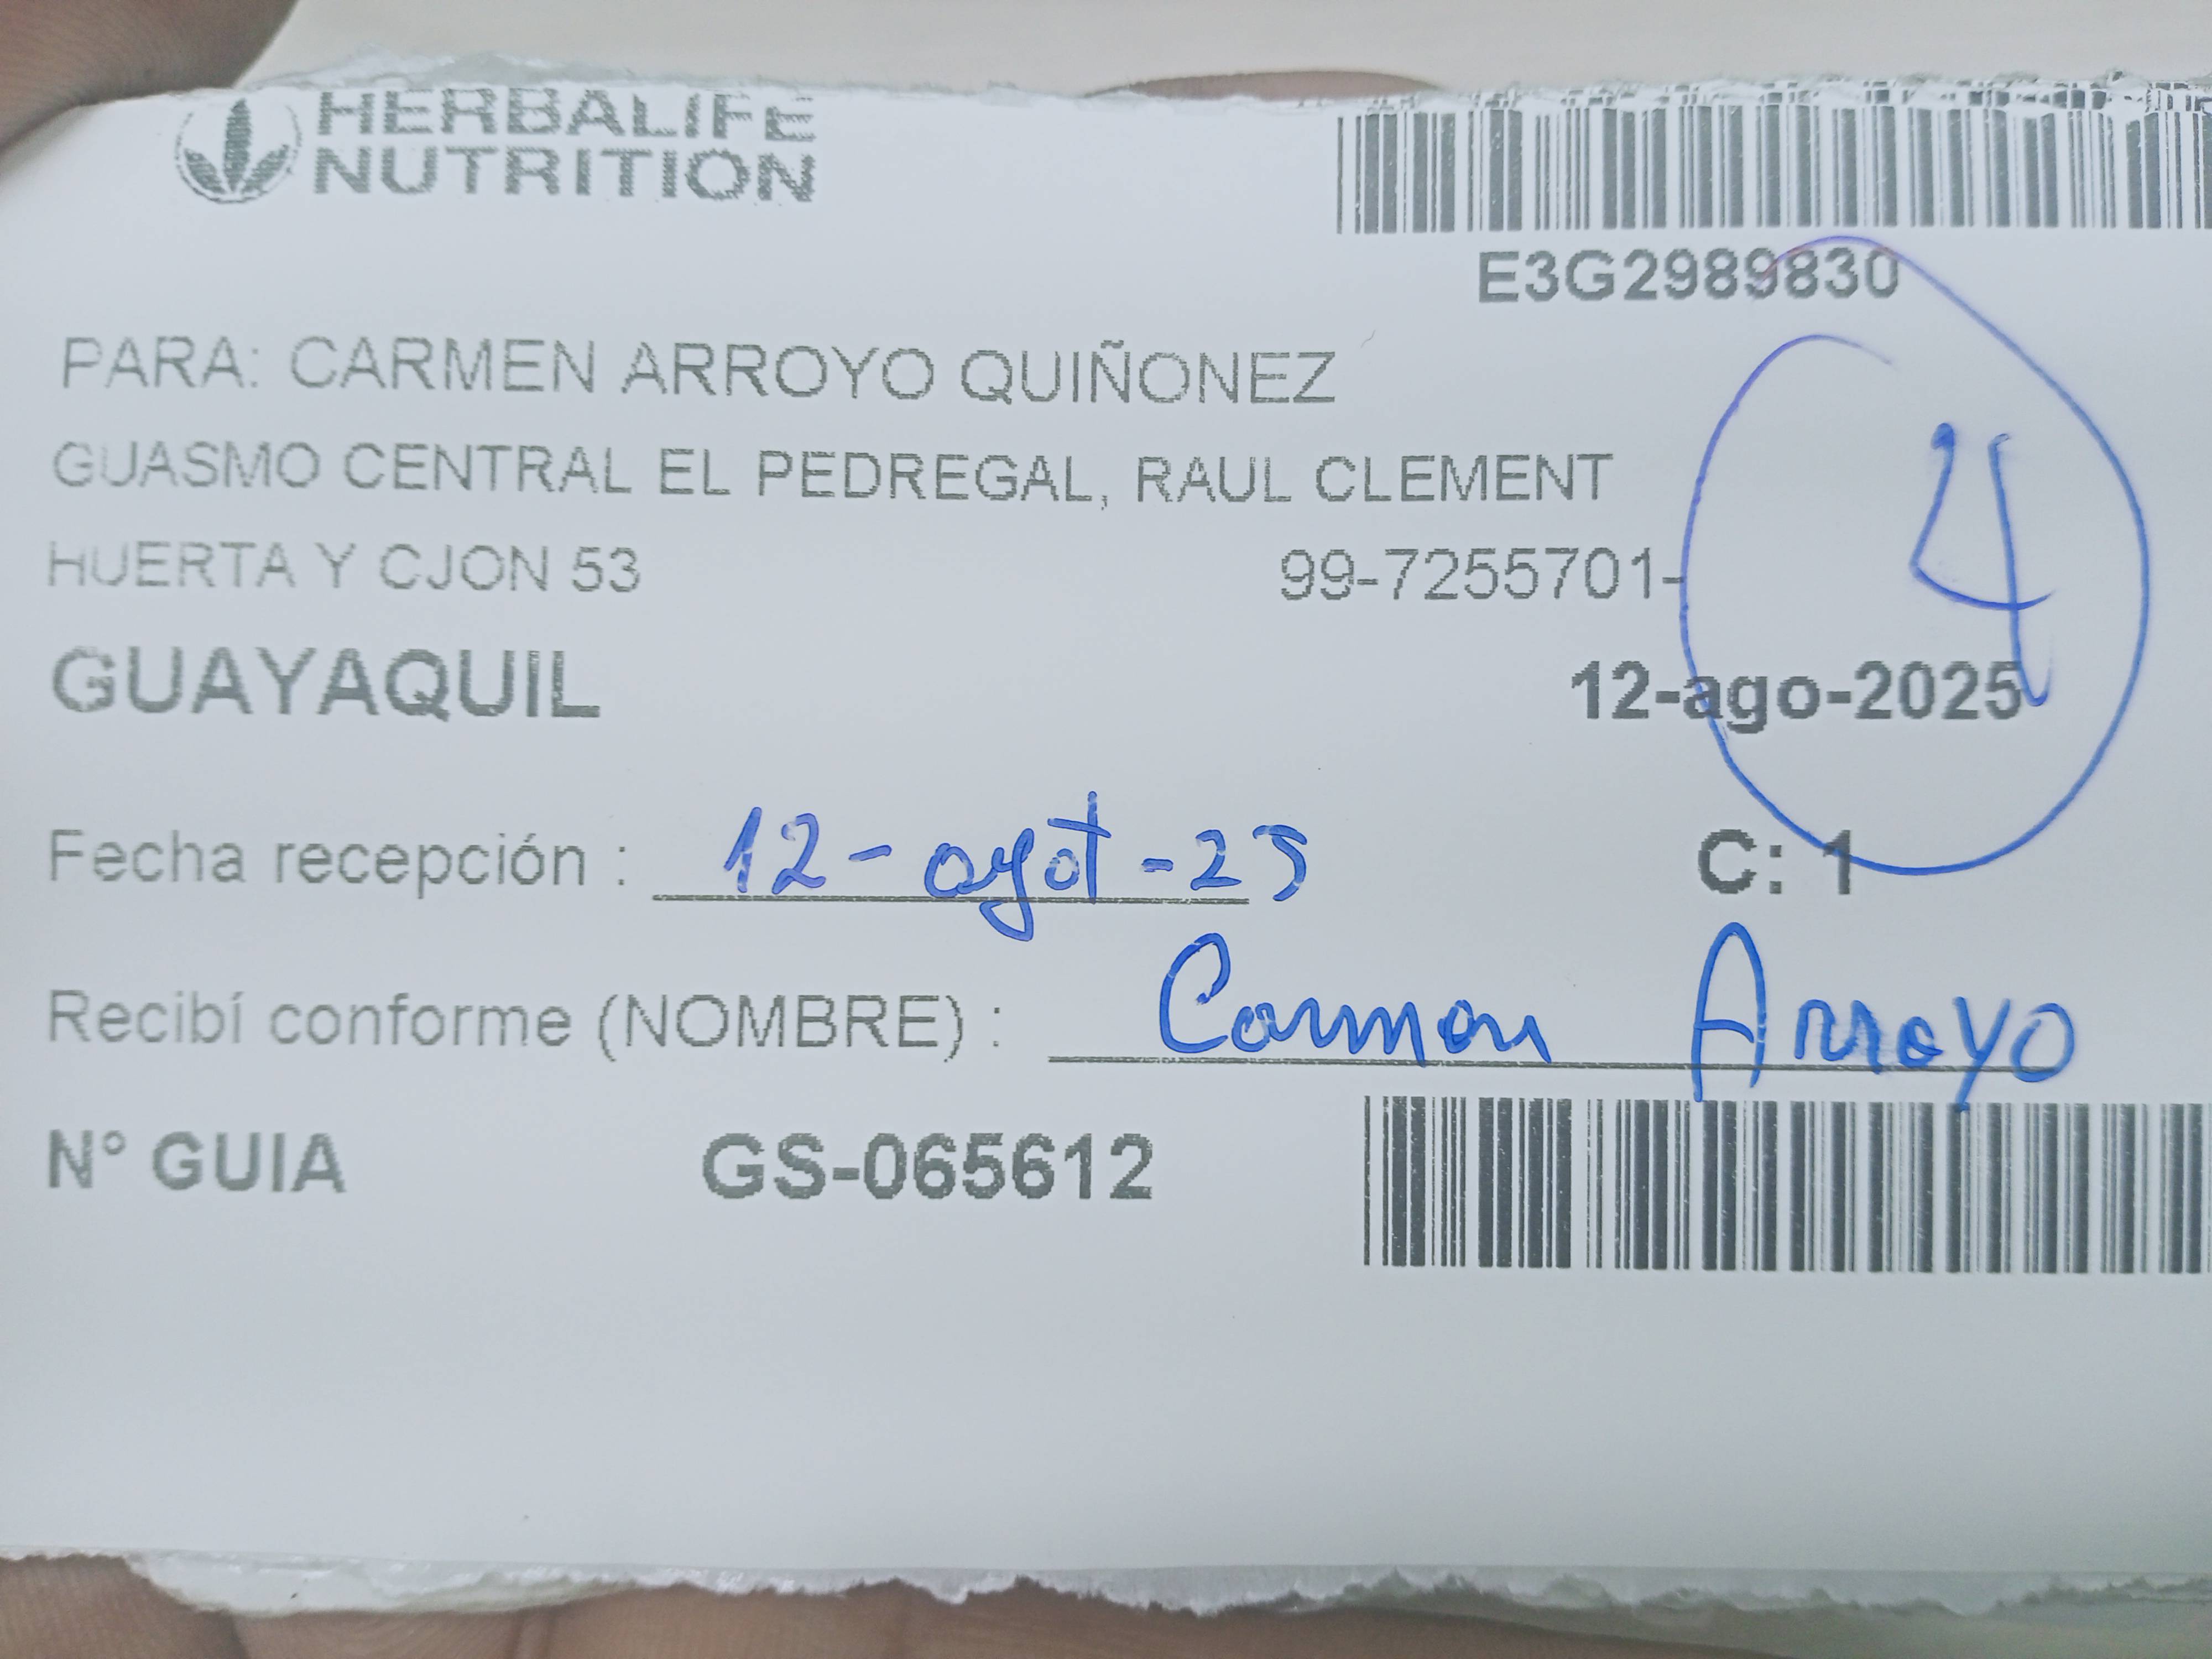 HERBALIFE
NUTRITION
E3G2989830
PARA: CARMEN ARROYO QUIÑONEZ
GUASMO CENTRAL EL PEDREGAL, RAUL CLEMENT
HUERTA Y CJON 53 99-7255701-
4
GUAYAQUIL 12-ago-2025
Fecha recepción : 12-agot-25 C: 1
Recibí conforme (NOMBRE) : Carmen Arroyo
N° GUIA GS-065612